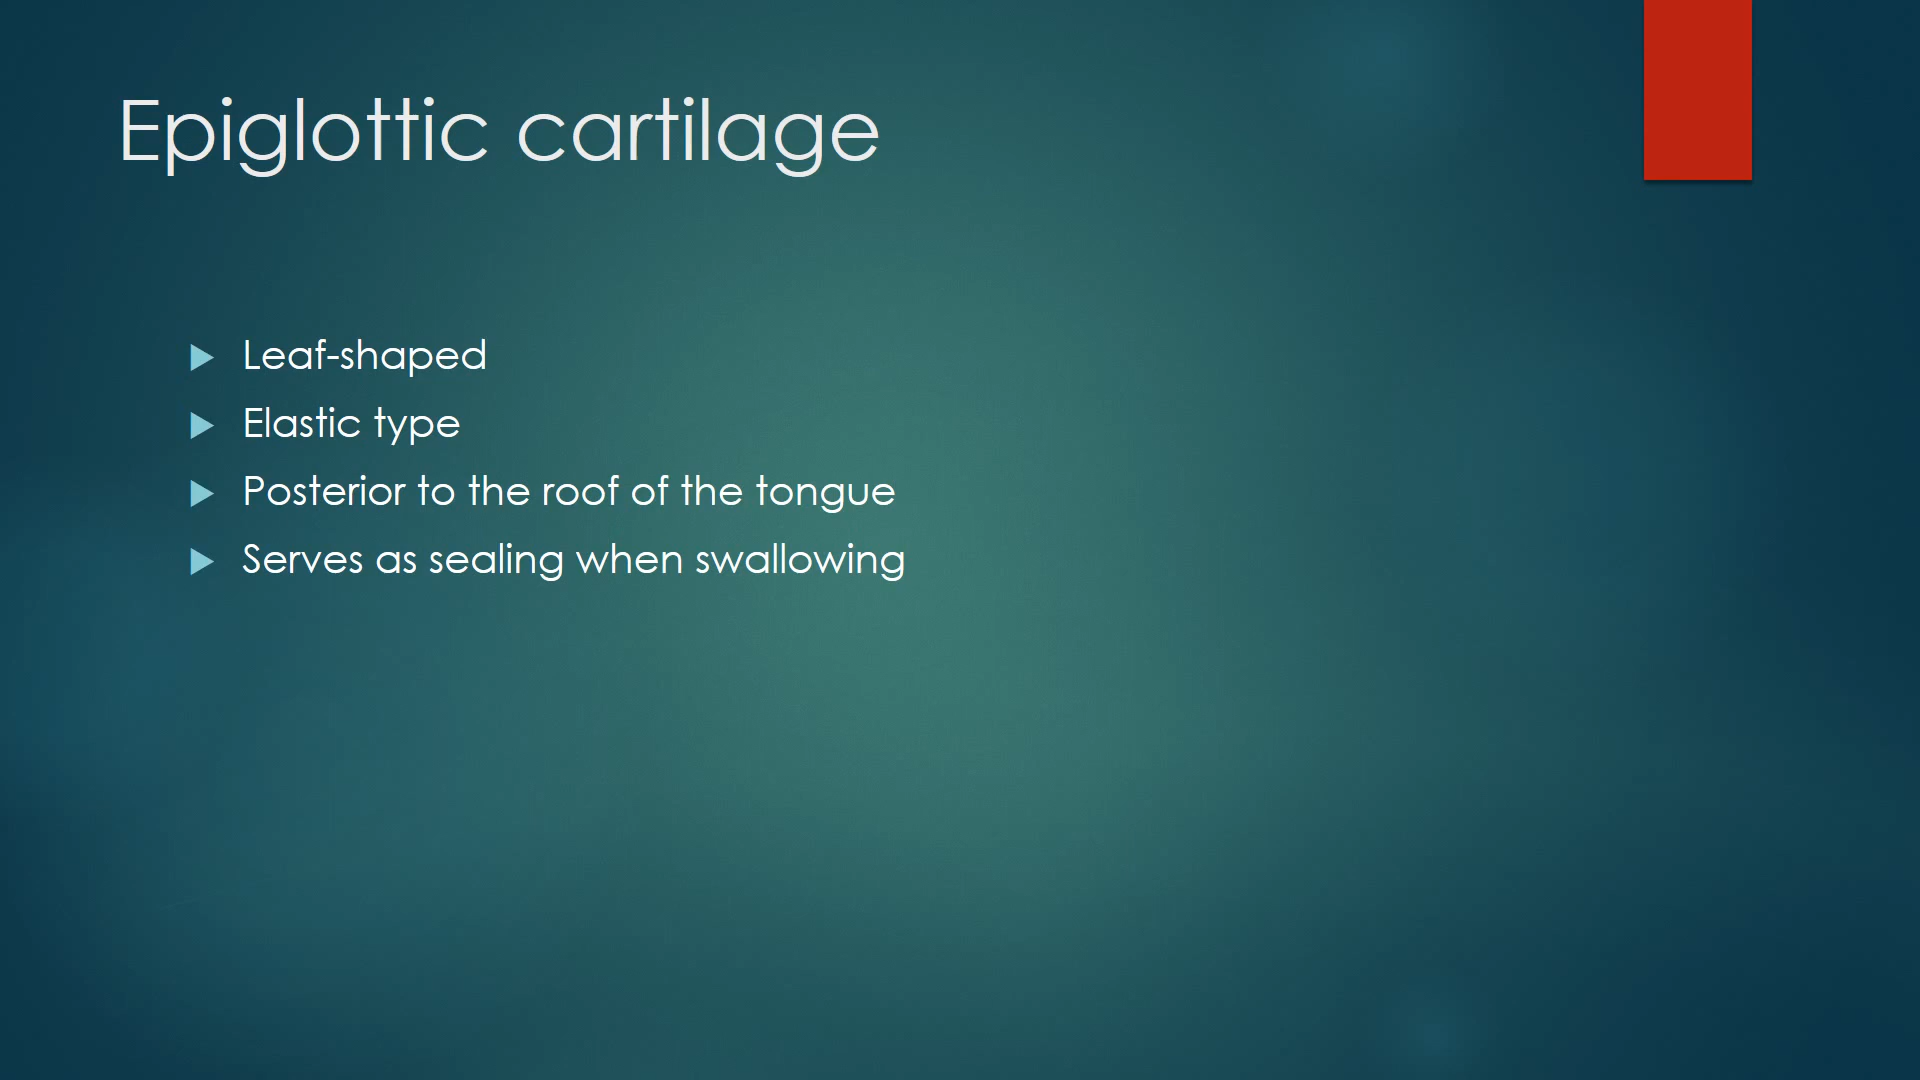 Epiglottic cartilage
Leaf-shaped
Elastic type
Posterior to the roof of the tongue
Serves as sealing when swallowing